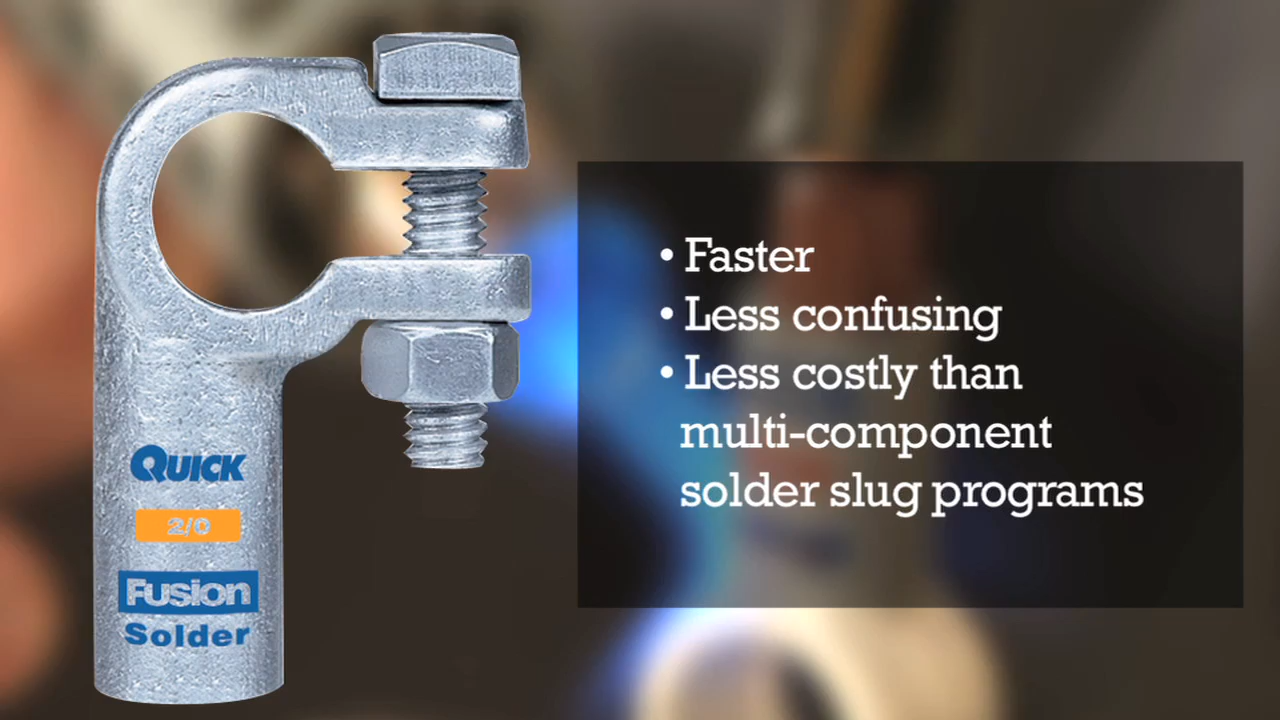 QUICK
2/0
Fusion
Solder
• Faster
• Less confusing
• Less costly than
multi-component
solder slug programs